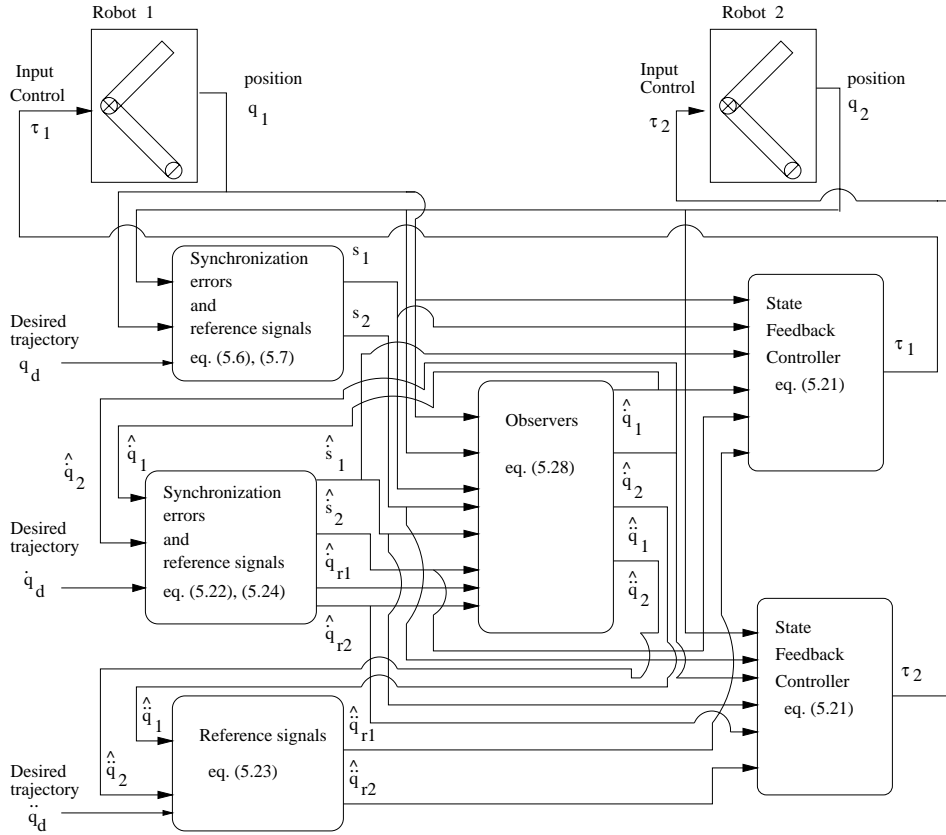 Robot 1
Robot 2
Input
Control
τ 1
position
q 1
Input
Control
τ 2
position
q 2
Synchronization
errors
and
reference signals
eq. (5.6), (5.7)
s 1
s 2
Desired
trajectory
q d
State
Feedback
Controller
eq. (5.21)
τ 1
Observers
eq. (5.28)
q̇̂ 1
q̇̂ 2
q̈̂ 1
q̈̂ 2
q̇̂ 2
q̇̂ 1
Synchronization
errors
and
reference signals
eq. (5.22), (5.24)
ṡ̂ 1
ṡ̂ 2
q̇̂ r1
q̇̂ r2
Desired
trajectory
q̇ d
State
Feedback
Controller
eq. (5.21)
τ 2
q̈̂ 1
q̈̂ 2
Reference signals
eq. (5.23)
q̈̂ r1
q̈̂ r2
Desired
trajectory
q̈ d